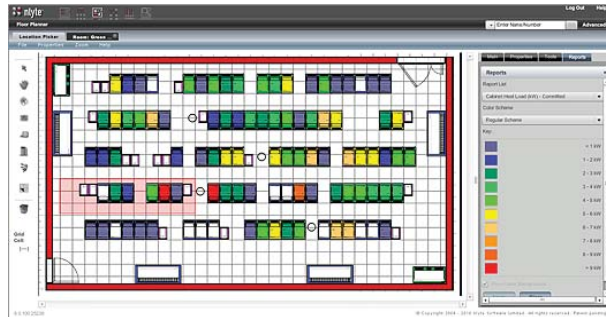 nlyte
Log Out
Help
Floor Planner
Enter Name/Number
Advanced
Location Picker
Room: Green
File Properties Zoom Help
Main Properties Tools Reports
Reports
Report List
Cabinet Heat Load (kW) - Committed
Color Scheme
Regular Scheme
Key:
< 1 kW
1 - 2 kW
2 - 3 kW
3 - 4 kW
4 - 5 kW
5 - 6 kW
6 - 7 kW
7 - 8 kW
8 - 9 kW
> 9 kW
Grid
Cell: